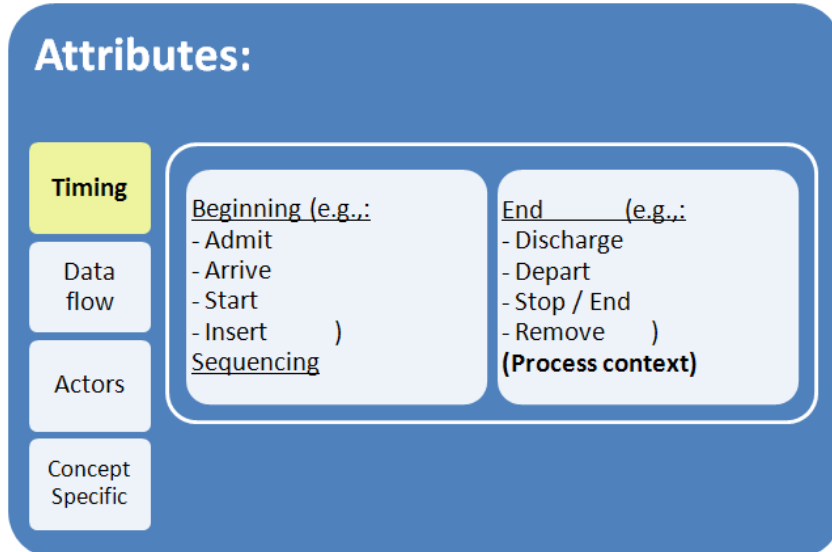 Attributes:
Timing
Data
flow
Actors
Concept
Specific
Beginning (e.g.,:
- Admit
- Arrive
- Start
- Insert )
Sequencing
End (e.g.,:
- Discharge
- Depart
- Stop / End
- Remove )
(Process context)